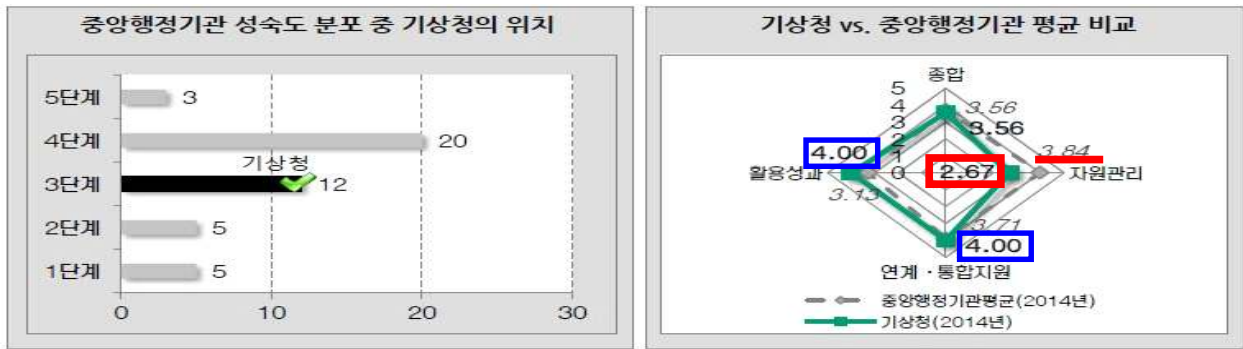 중앙행정기관 성숙도 분포 중 기상청의 위치
5단계
3
4단계
20
기상청
3단계
12
2단계
5
1단계
5
0
10
20
30
기상청 vs. 중앙행정기관 평균 비교
종합
5
4
3
2
1
0
3.56
3.56
4.00
3.84
활용성과
2.67
자원관리
3.13
3.71
4.00
연계·통합지원
중앙행정기관평균(2014년)
기상청(2014년)